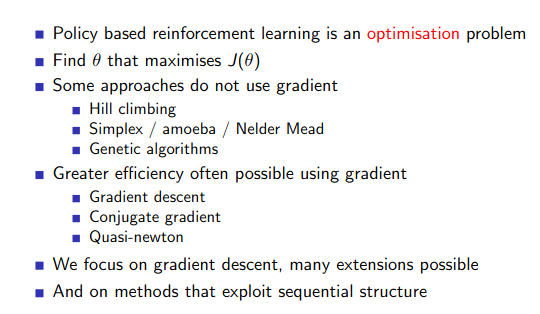 Policy based reinforcement learning is an optimisation problem
Find θ that maximises J(θ)
Some approaches do not use gradient
Hill climbing
Simplex / amoeba / Nelder Mead
Genetic algorithms
Greater efficiency often possible using gradient
Gradient descent
Conjugate gradient
Quasi-newton
We focus on gradient descent, many extensions possible
And on methods that exploit sequential structure